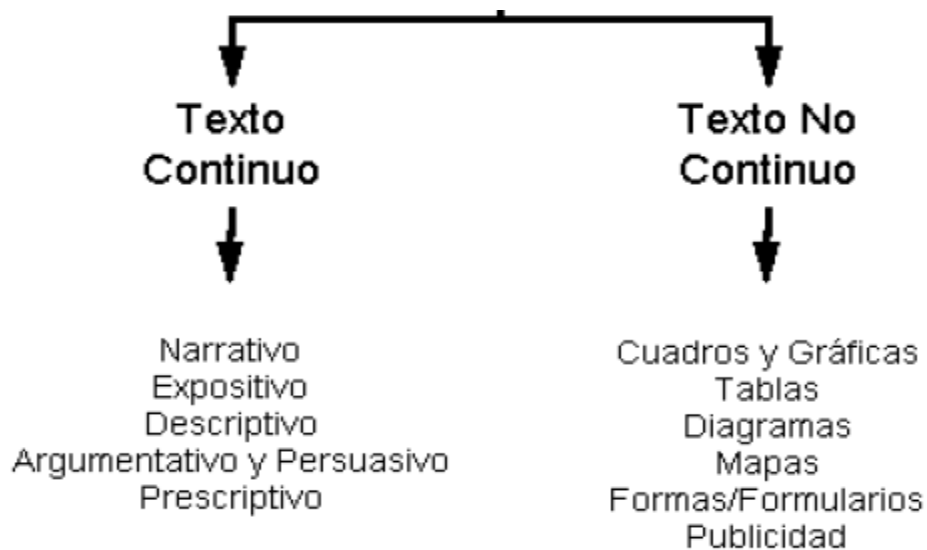 Texto
Continuo
Narrativo
Expositivo
Descriptivo
Argumentativo y Persuasivo
Prescriptivo
Texto No
Continuo
Cuadros y Gráficas
Tablas
Diagramas
Mapas
Formas/Formularios
Publicidad